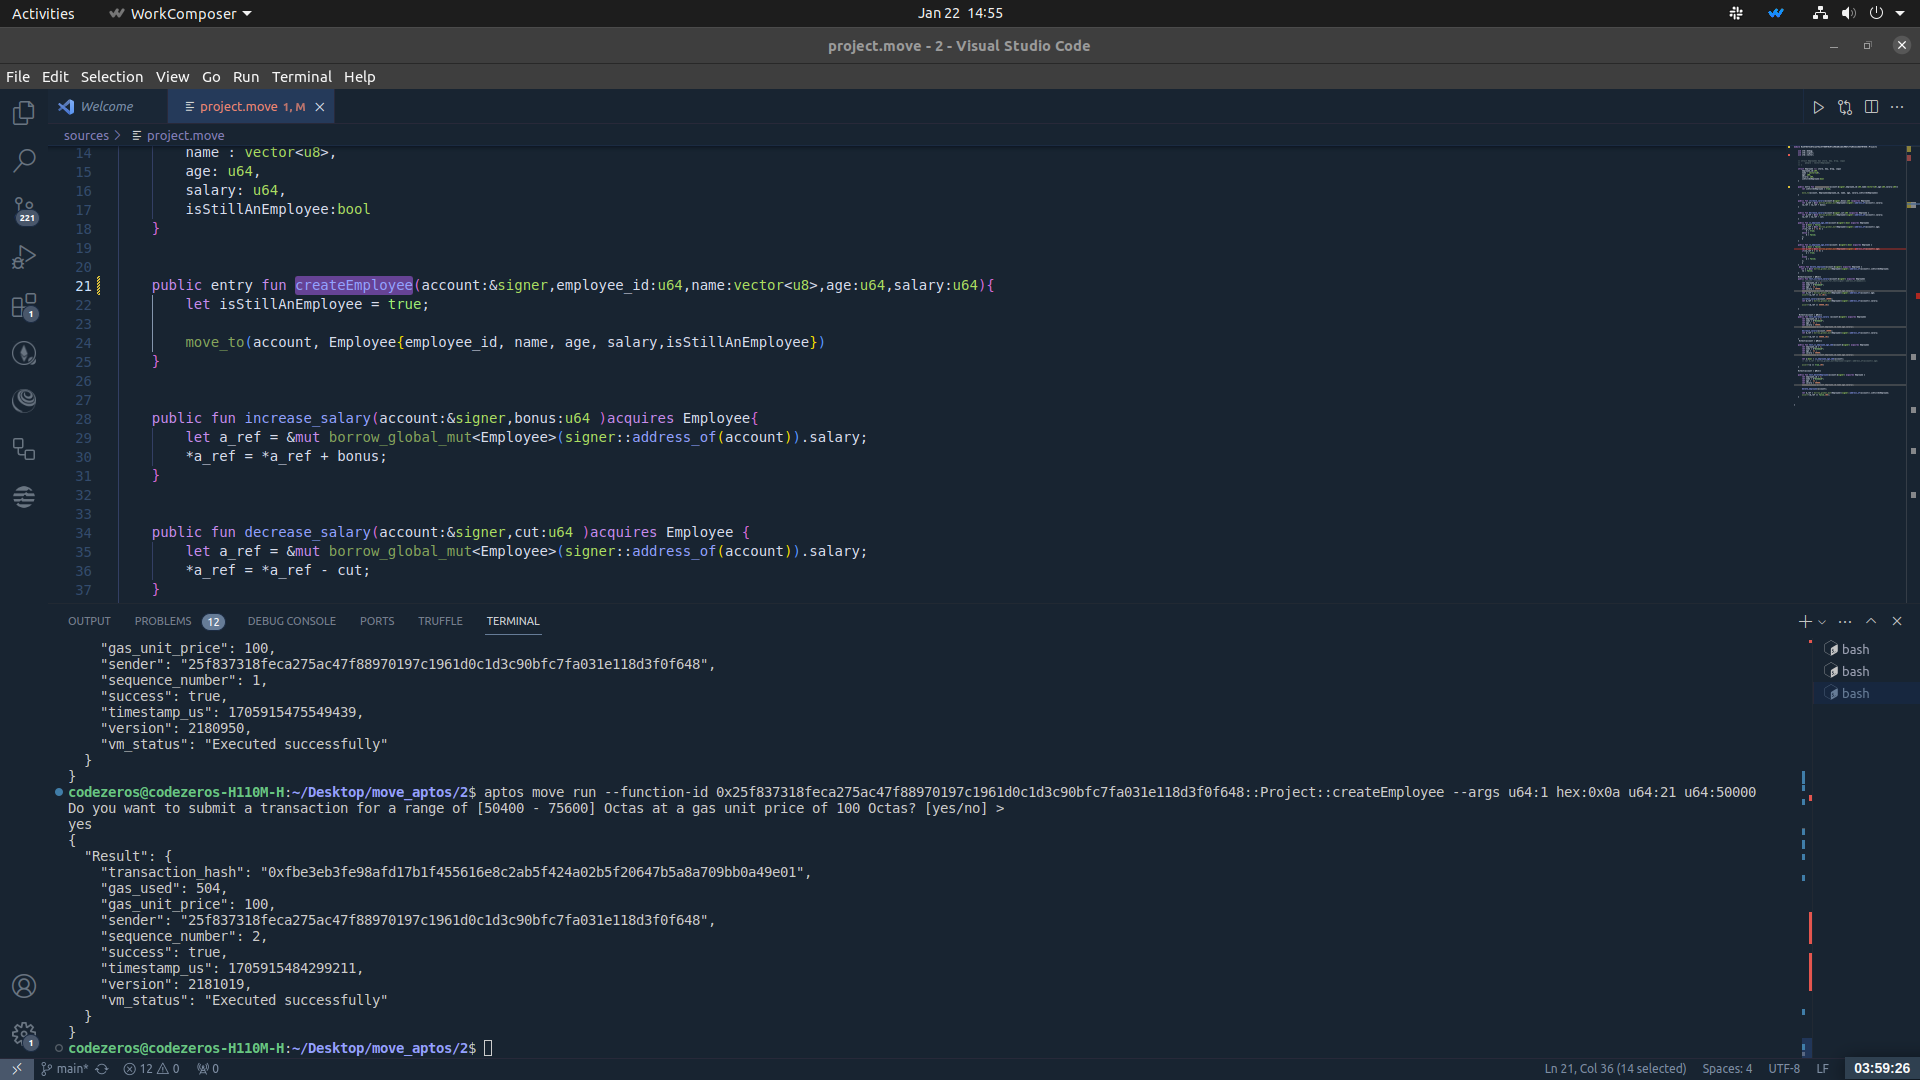 Activities WorkComposer Jan 22 14:55
project.move - 2 - Visual Studio Code
File Edit Selection View Go Run Terminal Help
Welcome project.move 1, M
sources project.move
14 name : vector<u8>,
15 age: u64,
16 salary: u64,
17 isStillAnEmployee:bool
18 }
19
20
21 public entry fun createEmployee(account:&signer,employee_id:u64,name:vector<u8>,age:u64,salary:u64){
22 let isStillAnEmployee = true;
23
24 move_to(account, Employee{employee_id, name, age, salary,isStillAnEmployee})
25 }
26
27
28 public fun increase_salary(account:&signer,bonus:u64 )acquires Employee{
29 let a_ref = &mut borrow_global_mut<Employee>(signer::address_of(account)).salary;
30 *a_ref = *a_ref + bonus;
31 }
32
33
34 public fun decrease_salary(account:&signer,cut:u64 )acquires Employee {
35 let a_ref = &mut borrow_global_mut<Employee>(signer::address_of(account)).salary;
36 *a_ref = *a_ref - cut;
37 }
221
1
OUTPUT PROBLEMS 12 DEBUG CONSOLE PORTS TRUFFLE TERMINAL
"gas_unit_price": 100,
"sender": "25f837318feca275ac47f88970197c1961d0c1d3c90bfc7fa031e118d3f0f648",
"sequence_number": 1,
"success": true,
"timestamp_us": 1705915475549439,
"version": 2180950,
"vm_status": "Executed successfully"
}
}
codezeros@codezeros-H110M-H:~/Desktop/move_aptos/2$ aptos move run --function-id 0x25f837318feca275ac47f88970197c1961d0c1d3c90bfc7fa031e118d3f0f648::Project::createEmployee --args u64:1 hex:0x0a u64:21 u64:50000
Do you want to submit a transaction for a range of [50400 - 75600] Octas at a gas unit price of 100 Octas? [yes/no] >
yes
{
"Result": {
"transaction_hash": "0xfbe3eb3fe98afd17b1f455616e8c2ab5f424a02b5f20647b5a8a709bb0a49e01",
"gas_used": 504,
"gas_unit_price": 100,
"sender": "25f837318feca275ac47f88970197c1961d0c1d3c90bfc7fa031e118d3f0f648",
"sequence_number": 2,
"success": true,
"timestamp_us": 1705915484299211,
"version": 2181019,
"vm_status": "Executed successfully"
}
}
codezeros@codezeros-H110M-H:~/Desktop/move_aptos/2$
bash
bash
bash
1
main* 12 0 0 Ln 21, Col 36 (14 selected) Spaces: 4 UTF-8 LF 03:59:26